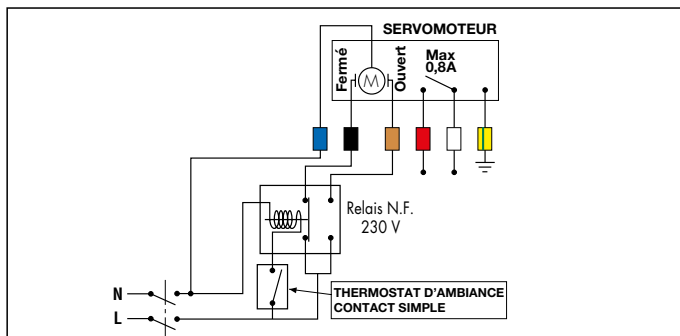 SERVOMOTEUR
Fermé
M
Ouvert
Max
0,8A
Relais N.F.
230 V
N
L
THERMOSTAT D'AMBIANCE
CONTACT SIMPLE